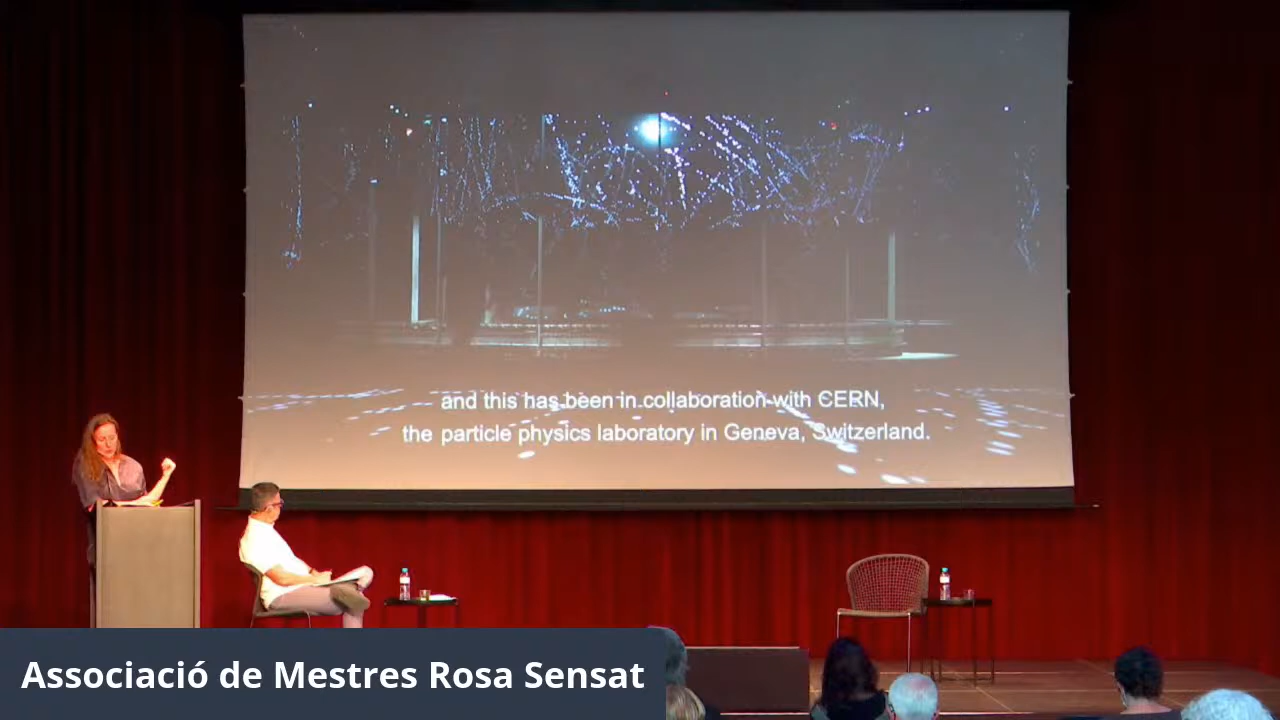 and this has been in collaboration with CERN,
the particle physics laboratory in Geneva, Switzerland.
Associació de Mestres Rosa Sensat